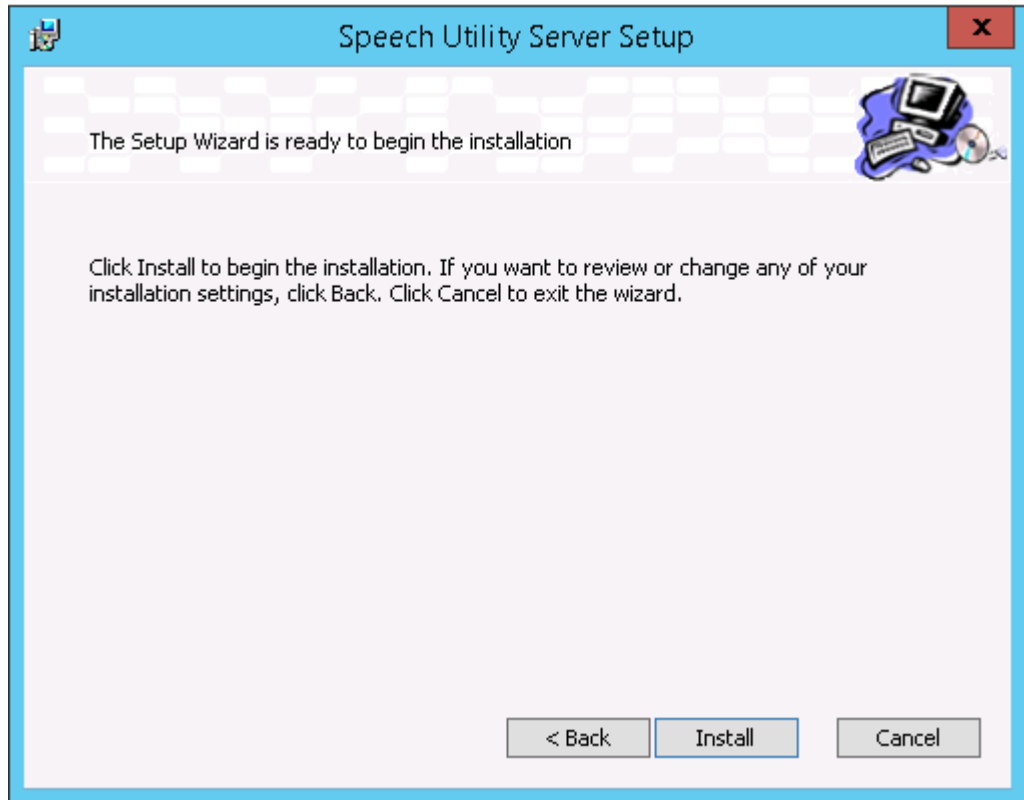 Speech Utility Server Setup
x
The Setup Wizard is ready to begin the installation
Click Install to begin the installation. If you want to review or change any of your
installation settings, click Back. Click Cancel to exit the wizard.
< Back Install Cancel